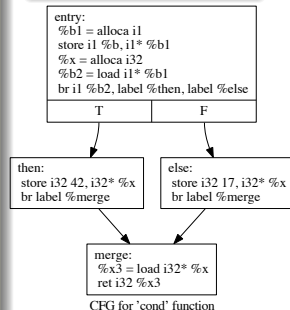 entry:
%b1 = alloca i1
store i1 %b, i1* %b1
%x = alloca i32
%b2 = load i1* %b1
br i1 %b2, label %then, label %else
T F
then:
store i32 42, i32* %x
br label %merge
else:
store i32 17, i32* %x
br label %merge
merge:
%x3 = load i32* %x
ret i32 %x3
CFG for 'cond' function